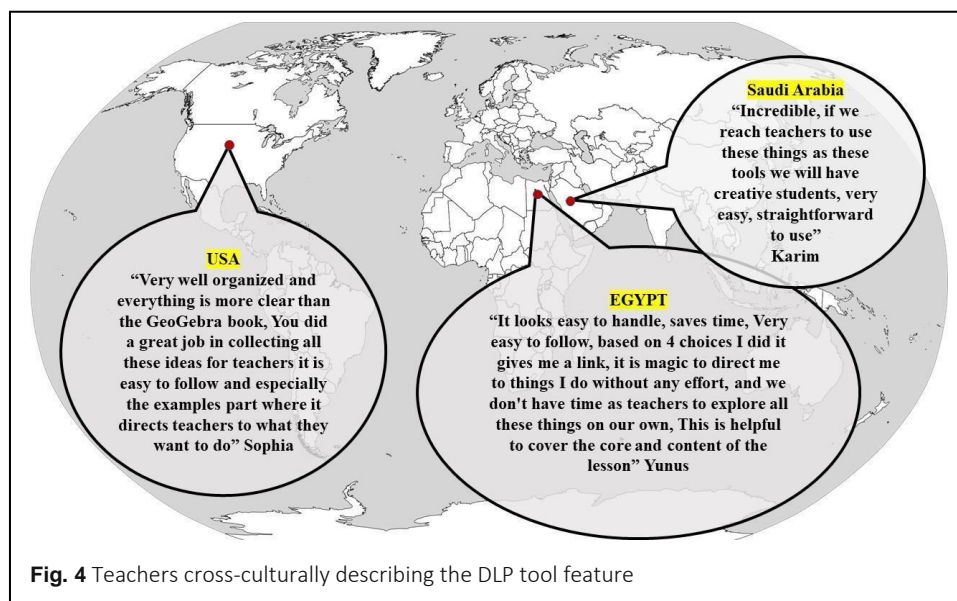 Saudi Arabia
“Incredible, if we
reach teachers to use
these things as these
tools we will have
creative students, very
easy, straightforward
to use”
Karim
USA
“Very well organized and
everything is more clear than
the GeoGebra book, You did
a great job in collecting all
these ideas for teachers it is
easy to follow and especially
the examples part where it
directs teachers to what they
want to do” Sophia
EGYPT
“It looks easy to handle, saves time, Very
easy to follow, based on 4 choices I did it
gives me a link, it is magic to direct me
to things I do without any effort, and we
don't have time as teachers to explore all
these things on our own, This is helpful
to cover the core and content of the
lesson” Yunus
Fig. 4 Teachers cross-culturally describing the DLP tool feature